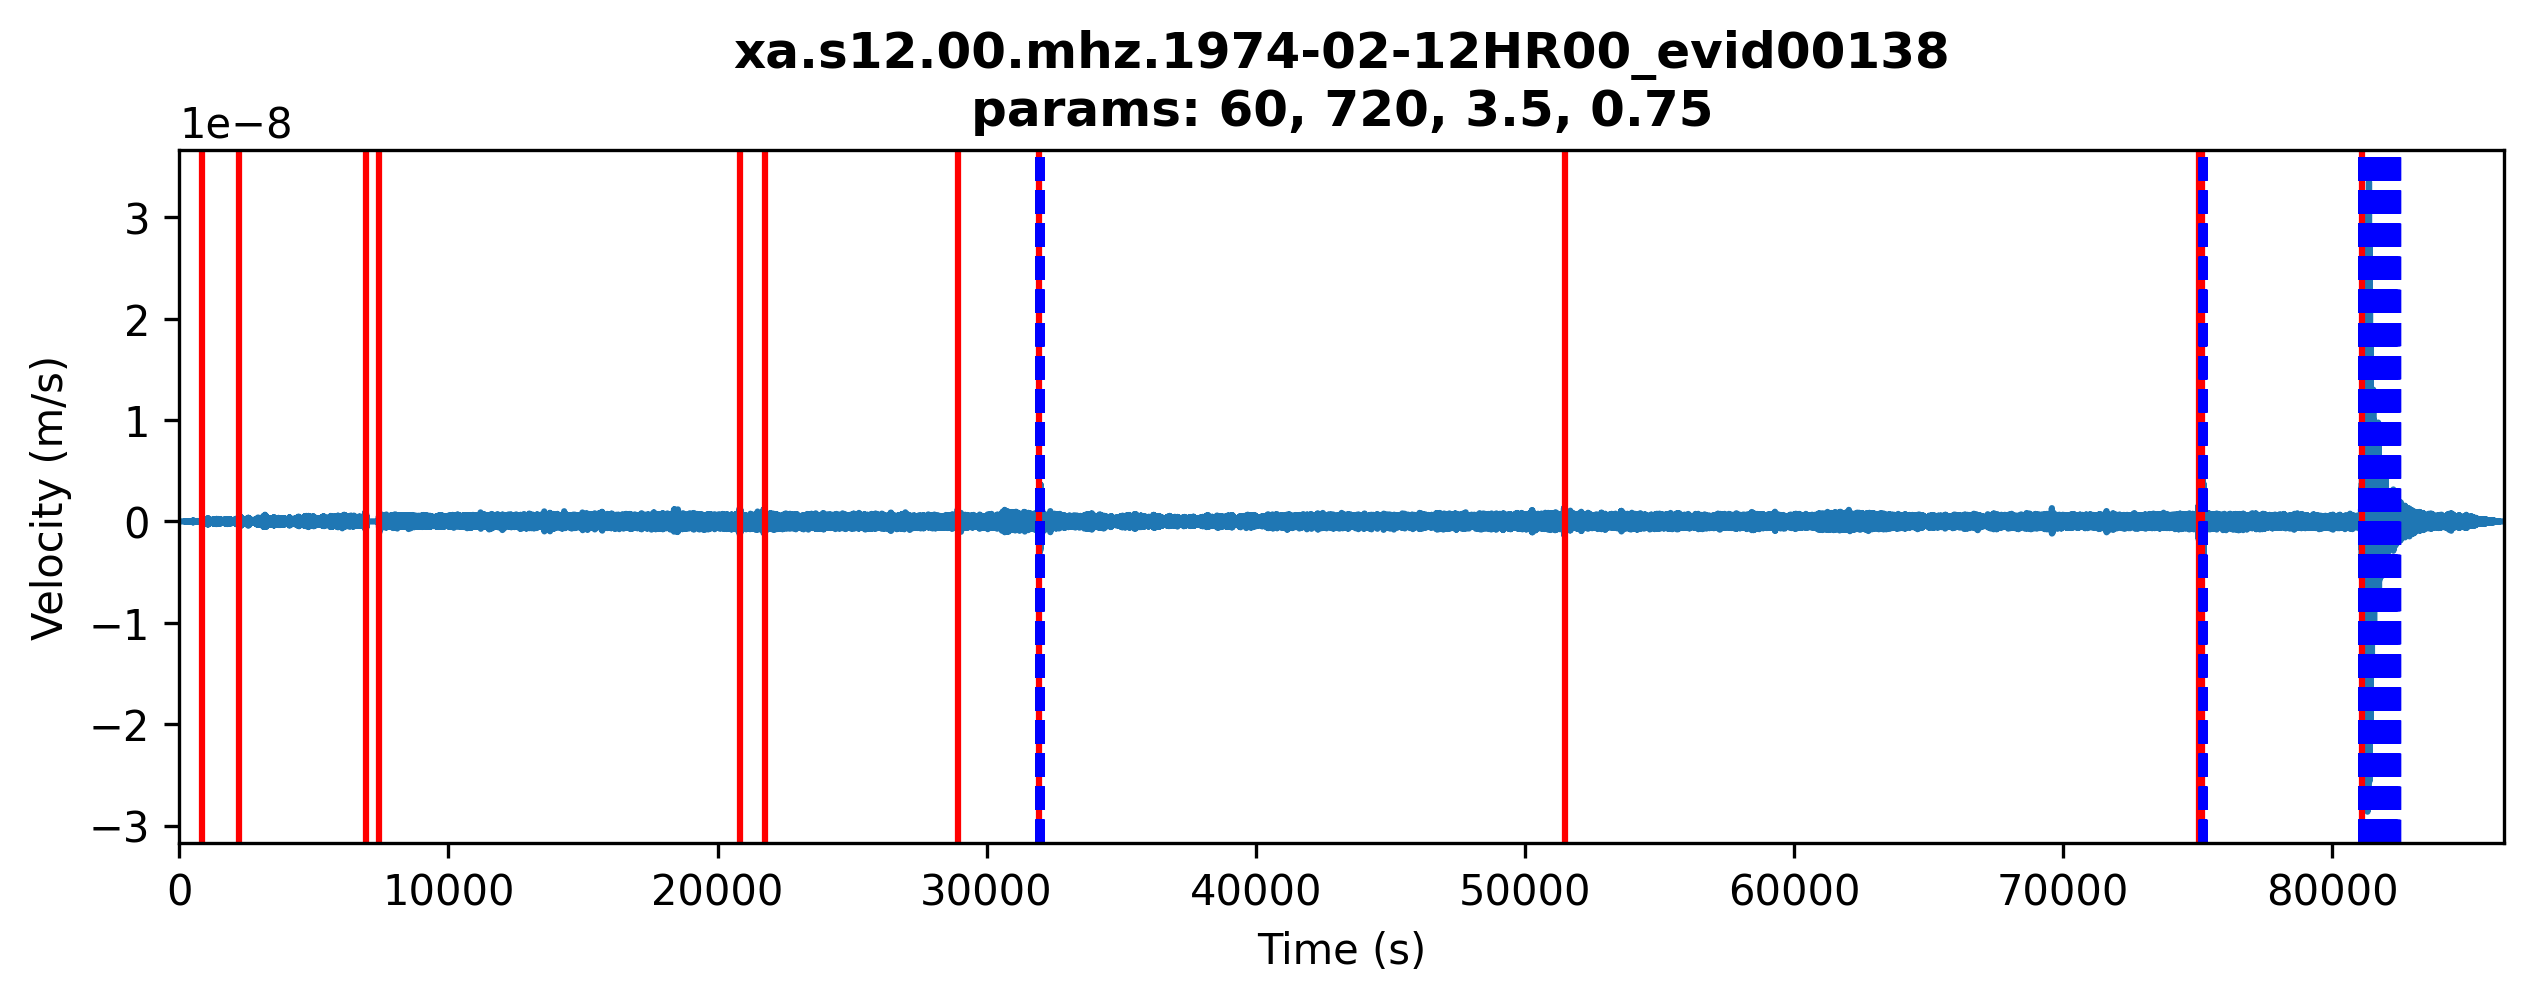 xa.s12.00.mhz.1974-02-12HR00_evid00138
params: 60, 720, 3.5, 0.75
1e−8
3
2
1
0
−1
−2
−3
Velocity (m/s)
0 10000 20000 30000 40000 50000 60000 70000 80000
Time (s)